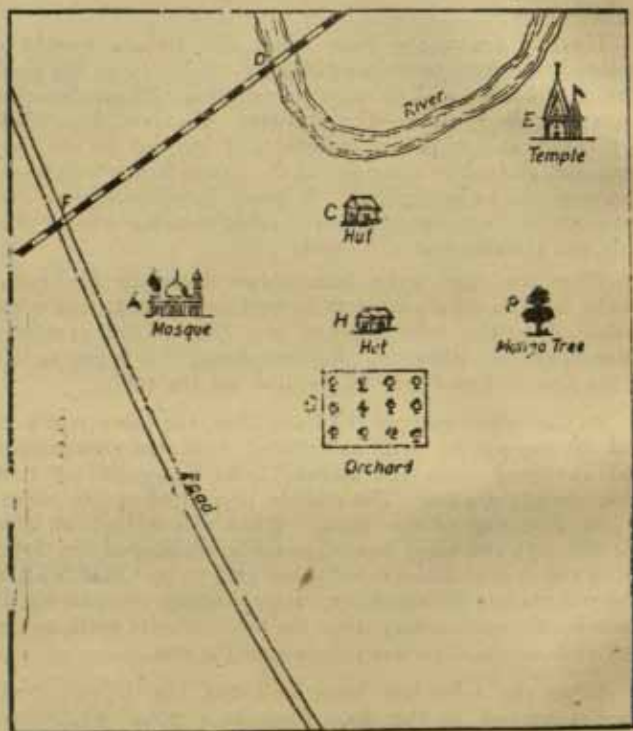 D
River
E
Temple
F
C
Hut
A
Mosque
H
Hut
P
Mango Tree
O
Orchard
Road